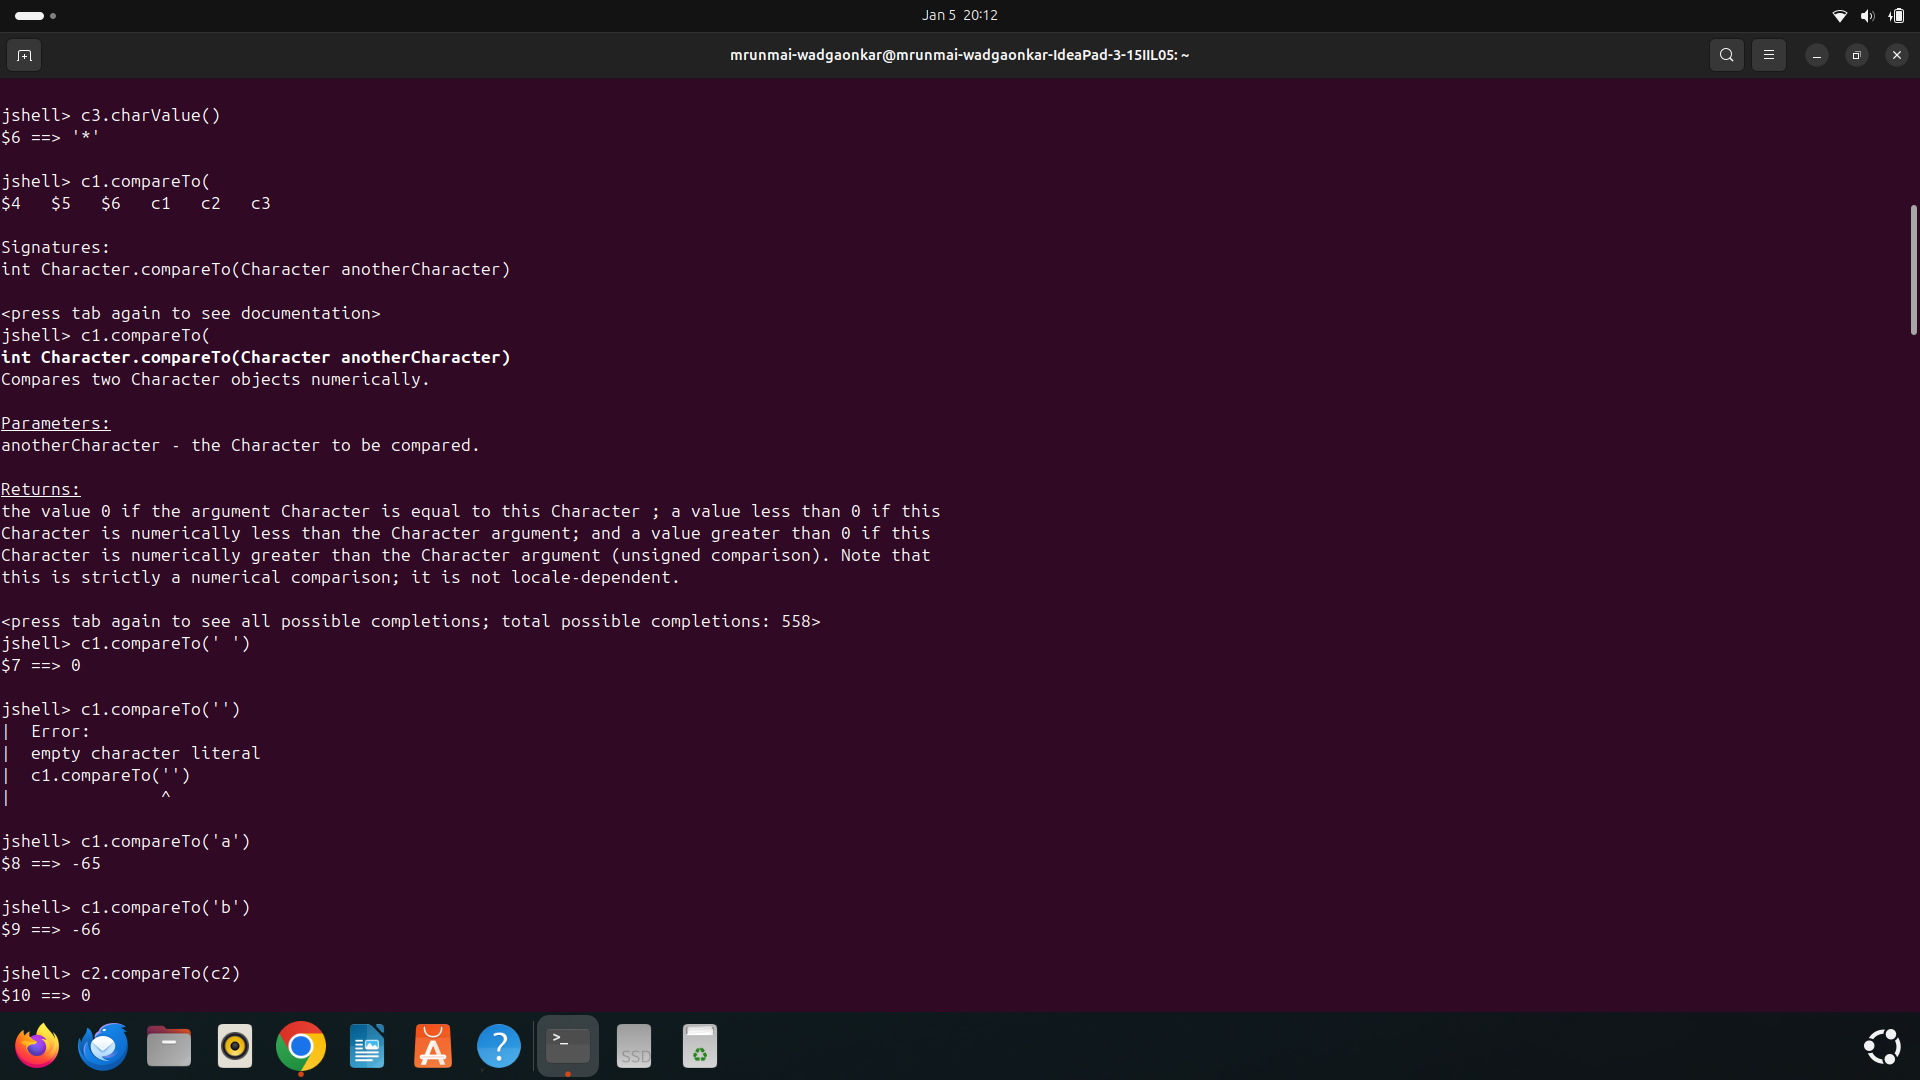 Jan 5 20:12
mrunmai-wadgaonkar@mrunmai-wadgaonkar-IdeaPad-3-15IIL05: ~
jshell> c3.charValue()
$6 ==> '*'
jshell> c1.compareTo(
$4   $5   $6   c1   c2   c3
Signatures:
int Character.compareTo(Character anotherCharacter)
<press tab again to see documentation>
jshell> c1.compareTo(
int Character.compareTo(Character anotherCharacter)
Compares two Character objects numerically.
Parameters:
anotherCharacter - the Character to be compared.
Returns:
the value 0 if the argument Character is equal to this Character ; a value less than 0 if this
Character is numerically less than the Character argument; and a value greater than 0 if this
Character is numerically greater than the Character argument (unsigned comparison). Note that
this is strictly a numerical comparison; it is not locale-dependent.
<press tab again to see all possible completions; total possible completions: 558>
jshell> c1.compareTo(' ')
$7 ==> 0
jshell> c1.compareTo('')
|  Error:
|  empty character literal
|  c1.compareTo('')
|               ^
jshell> c1.compareTo('a')
$8 ==> -65
jshell> c1.compareTo('b')
$9 ==> -66
jshell> c2.compareTo(c2)
$10 ==> 0
>_
SSD